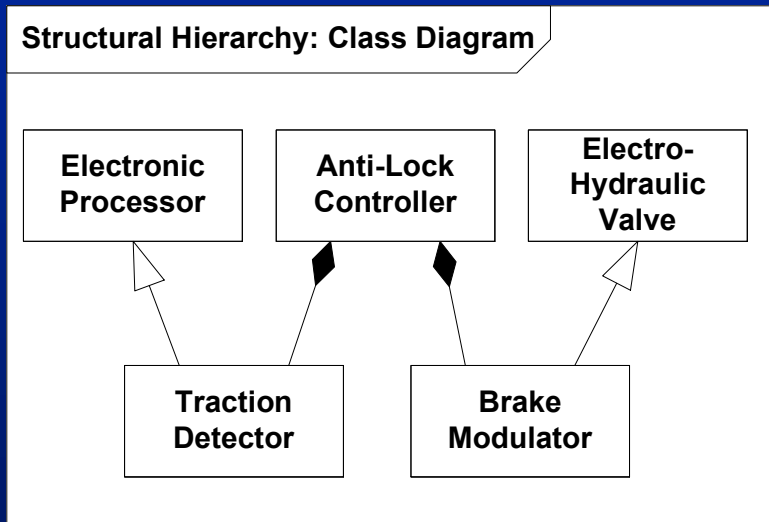 Structural Hierarchy: Class Diagram
Electronic
Processor
Anti-Lock
Controller
Electro-
Hydraulic
Valve
Traction
Detector
Brake
Modulator